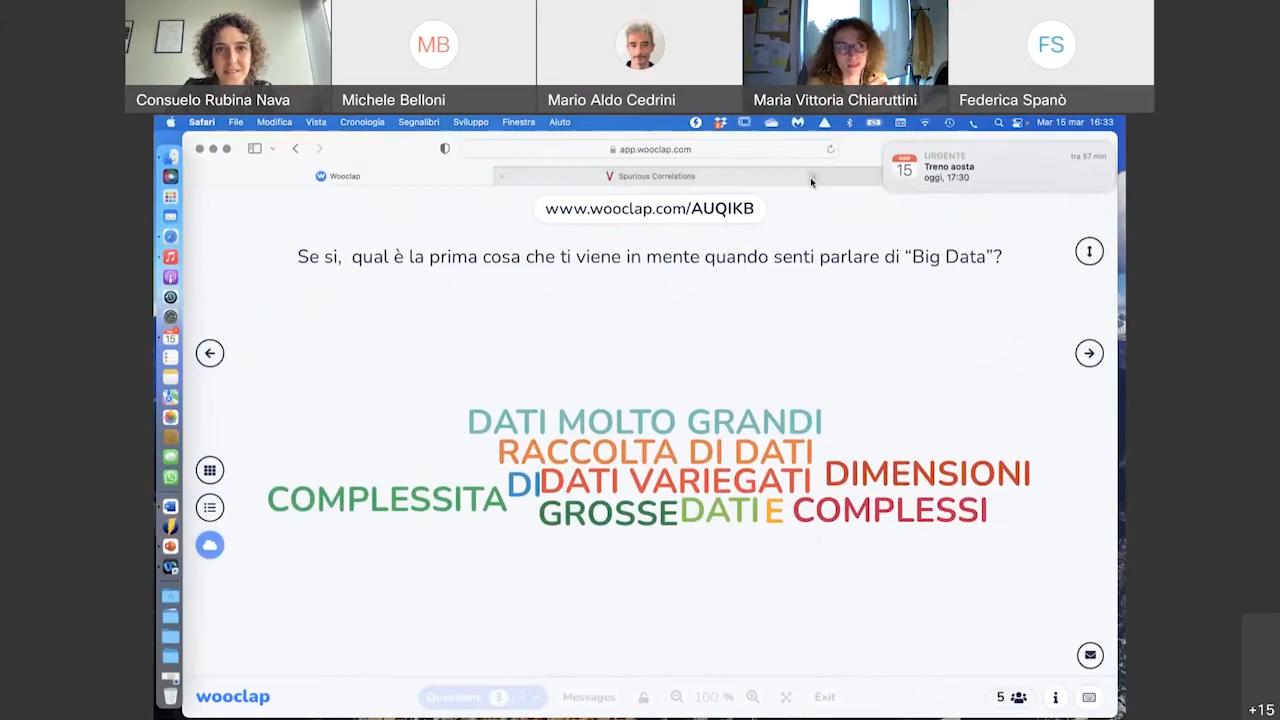 MB
FS
Consuelo Rubina Nava
Michele Belloni
Mario Aldo Cedrini
Maria Vittoria Chiaruttini
Federica Spanò
Safari File Modifica Vista Cronologia Segnalibri Sviluppo Finestra Aiuto
Mar 15 mar 16:33
app.wooclap.com
Wooclap
Spurious Correlations
MAR
15
URGENTE
tra 57 min
Treno aosta
oggi, 17:30
www.wooclap.com/AUQIKB
Se si, qual è la prima cosa che ti viene in mente quando senti parlare di “Big Data”?
15
DATI MOLTO GRANDI
RACCOLTA DI DATI
DI DATI VARIEGATI DIMENSIONI
COMPLESSITA
GROSSE DATI E COMPLESSI
wooclap
Questions 3
Messages
100 %
Exit
5
+15